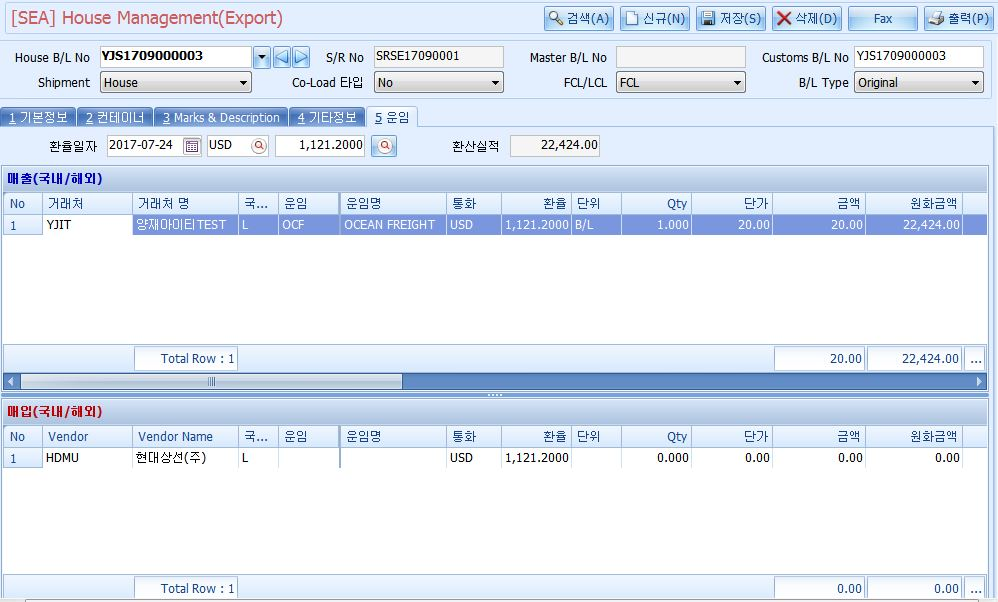 [SEA] House Management(Export) 검색(A) 신규(N) 저장(S) 삭제(D) Fax 출력(P)
House B/L No YJS1709000003 S/R No SRSE17090001 Master B/L No Customs B/L No YJS1709000003
Shipment House Co-Load 타입 No FCL/LCL FCL B/L Type Original
1 기본정보 2 컨테이너 3 Marks & Description 4 기타정보 5 운임
환율일자 2017-07-24 USD 1,121.2000 환산실적 22,424.00
매출(국내/해외)
No 거래처 거래처 명 국... 운임 운임명 통화 환율 단위 Qty 단가 금액 원화금액
1 YJIT 양재아이티TEST L OCF OCEAN FREIGHT USD 1,121.2000 B/L 1.000 20.00 20.00 22,424.00
Total Row : 1 20.00 22,424.00 ...
매입(국내/해외)
No Vendor Vendor Name 국... 운임 운임명 통화 환율 단위 Qty 단가 금액 원화금액
1 HDMU 현대상선(주) L USD 1,121.2000 0.000 0.00 0.00 0.00
Total Row : 1 0.00 0.00 ...